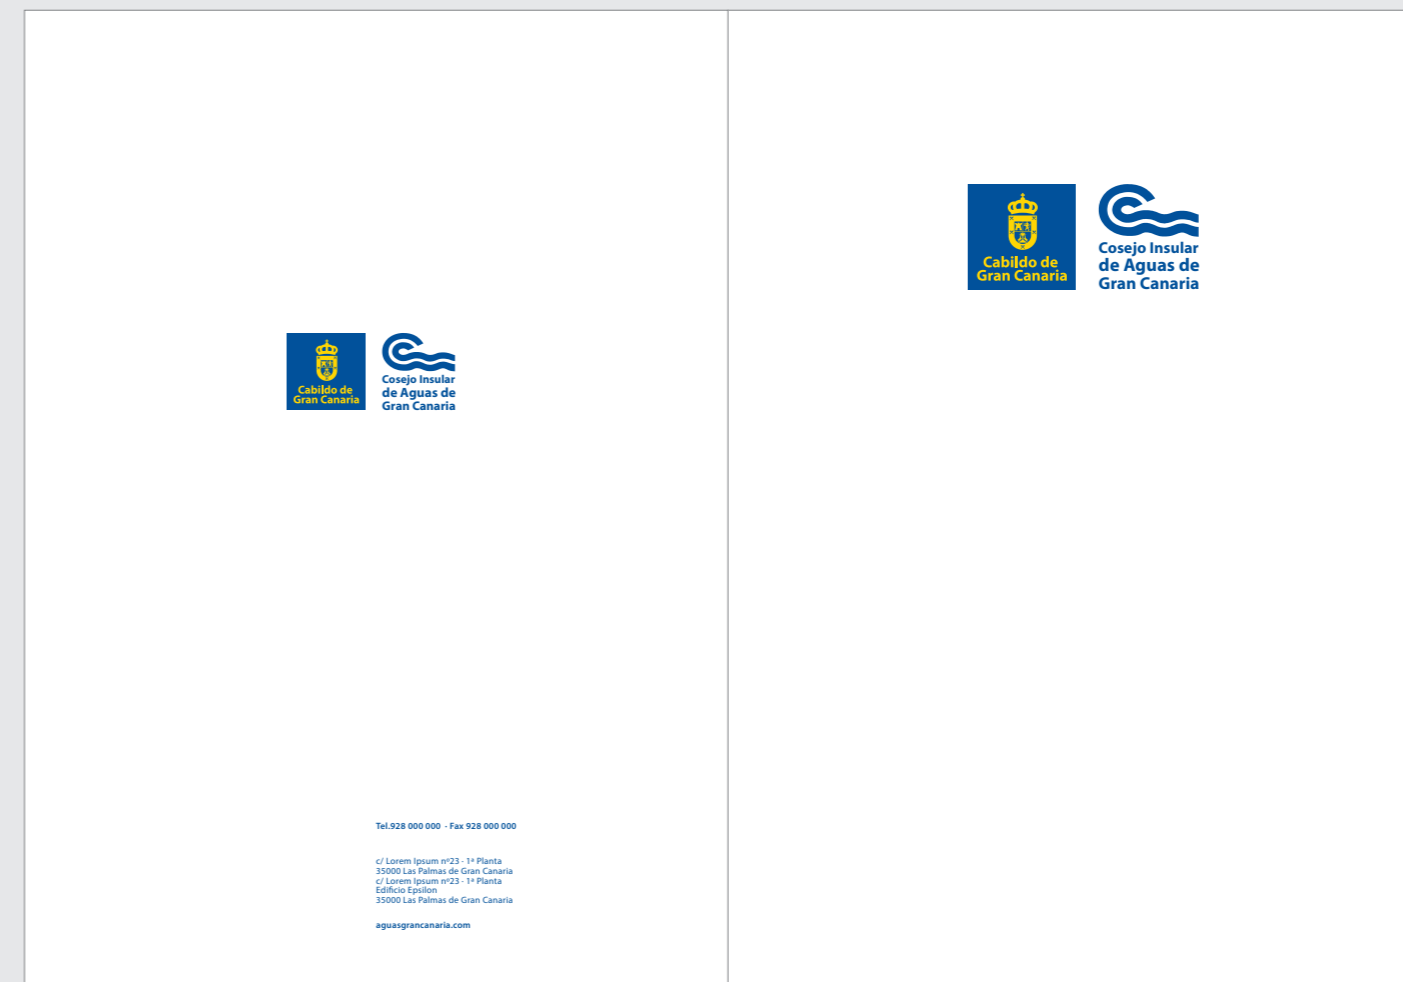 Cabildo de
Gran Canaria
Cosejo Insular
de Aguas de
Gran Canaria
Tel.928 000 000 - Fax 928 000 000
c/ Lorem Ipsum nº23 - 1ª Planta
35000 Las Palmas de Gran Canaria
c/ Lorem Ipsum nº23 - 1ª Planta
Edificio Epsilon
35000 Las Palmas de Gran Canaria
aguasgrancanaria.com
Cabildo de
Gran Canaria
Cosejo Insular
de Aguas de
Gran Canaria